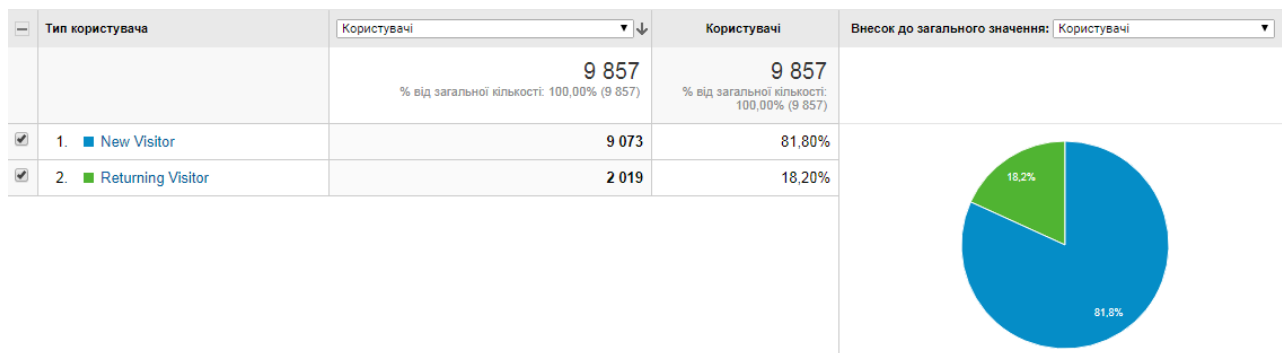 Тип користувача Користувачі Користувачі Внесок до загального значення: Користувачі
9 857 9 857
% від загальної кількості: 100,00% (9 857) % від загальної кількості:
100,00% (9 857)
1. New Visitor 9 073 81,80%
2. Returning Visitor 2 019 18,20%
18,2%
81,8%